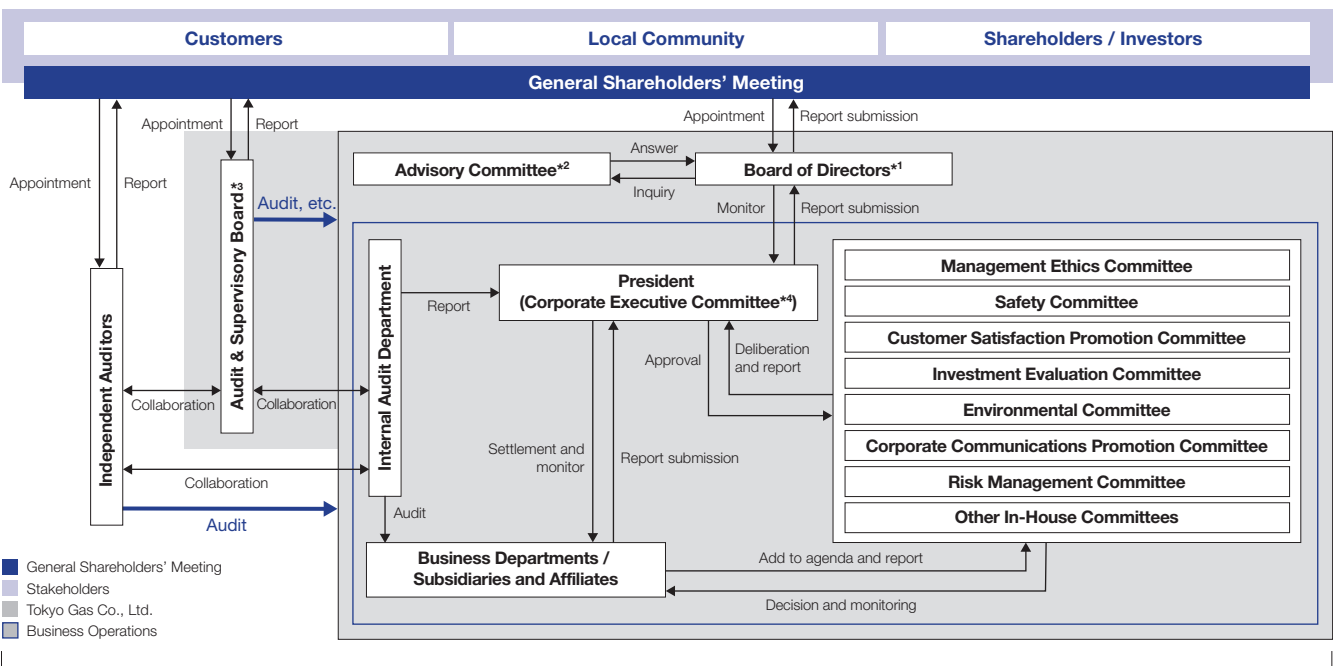 Customers
Local Community
Shareholders / Investors
General Shareholders’ Meeting
Appointment
Report
Appointment
Report
Appointment
Report submission
Advisory Committee*2
Answer
Inquiry
Board of Directors*1
Monitor
Report submission
Audit & Supervisory Board*3
Audit, etc.
Independent Auditors
Internal Audit Department
Report
President
(Corporate Executive Committee*4)
Approval
Deliberation
and report
Management Ethics Committee
Safety Committee
Customer Satisfaction Promotion Committee
Investment Evaluation Committee
Environmental Committee
Corporate Communications Promotion Committee
Risk Management Committee
Other In-House Committees
Collaboration
Collaboration
Collaboration
Audit
Settlement and
monitor
Report submission
Audit
Business Departments /
Subsidiaries and Affiliates
Add to agenda and report
Decision and monitoring
General Shareholders’ Meeting
Stakeholders
Tokyo Gas Co., Ltd.
Business Operations